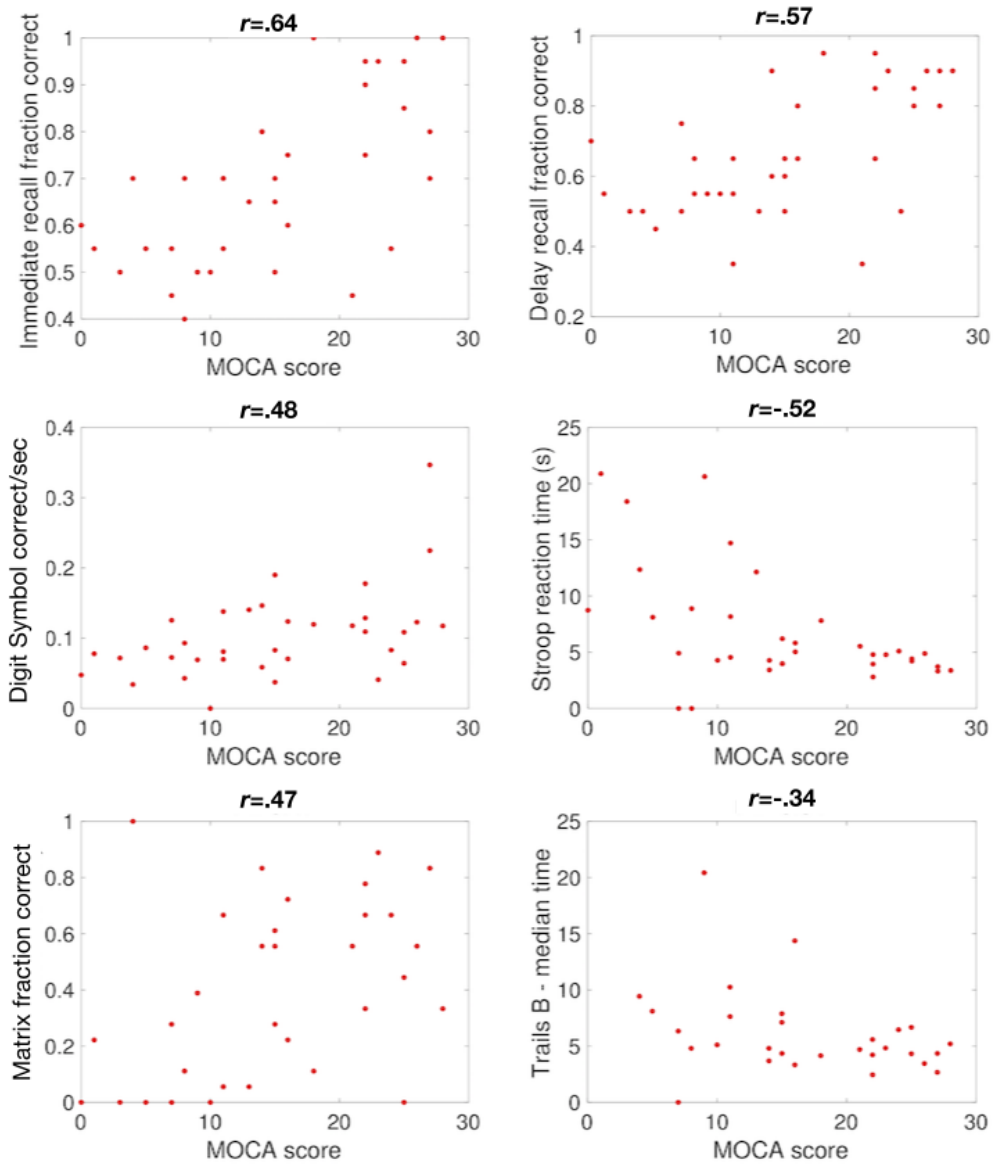 r=.64
Immediate recall fraction correct
1
0.9
0.8
0.7
0.6
0.5
0.4
0 10 20 30
MOCA score
r=.57
Delay recall fraction correct
1
0.8
0.6
0.4
0.2
0 10 20 30
MOCA score
r=.48
Digit Symbol correct/sec
0.4
0.3
0.2
0.1
0
0 10 20 30
MOCA score
r=-.52
Stroop reaction time (s)
25
20
15
10
5
0
0 10 20 30
MOCA score
r=.47
Matrix fraction correct
1
0.8
0.6
0.4
0.2
0
0 10 20 30
MOCA score
r=-.34
Trails B - median time
25
20
15
10
5
0
0 10 20 30
MOCA score